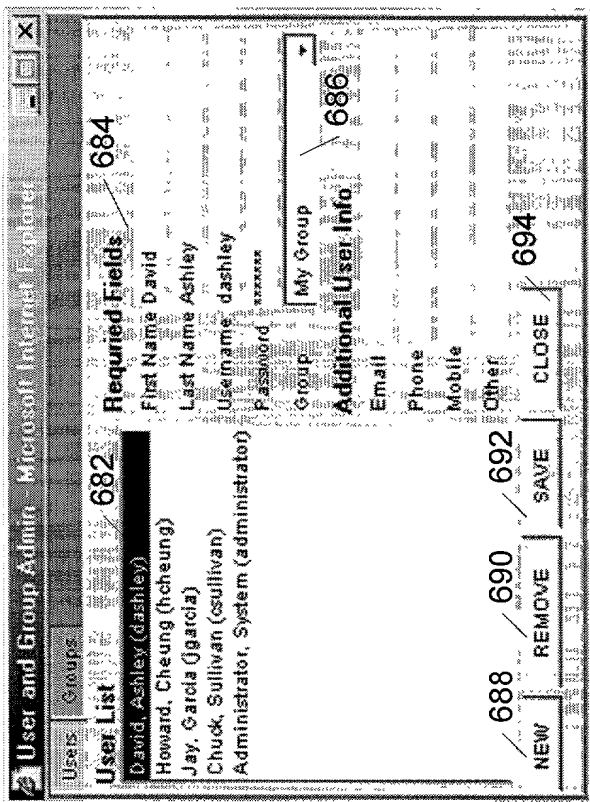 User and Group Admin - Microsoft Internet Explorer
Users Groups
User List 682
David, Ashley (dashley)
Howard, Cheung (hcheung)
Jay, Garcia (Jgarcia)
Chuck, Sullivan (csullivan)
Administrator, System (administrator)
Requried Fields 684
First Name David
Last Name Ashley
Username dashley
Password *******
Group My Group
686
Additional User Info
Email
Phone
Mobile
Other
688 690 692 694
NEW REMOVE SAVE CLOSE